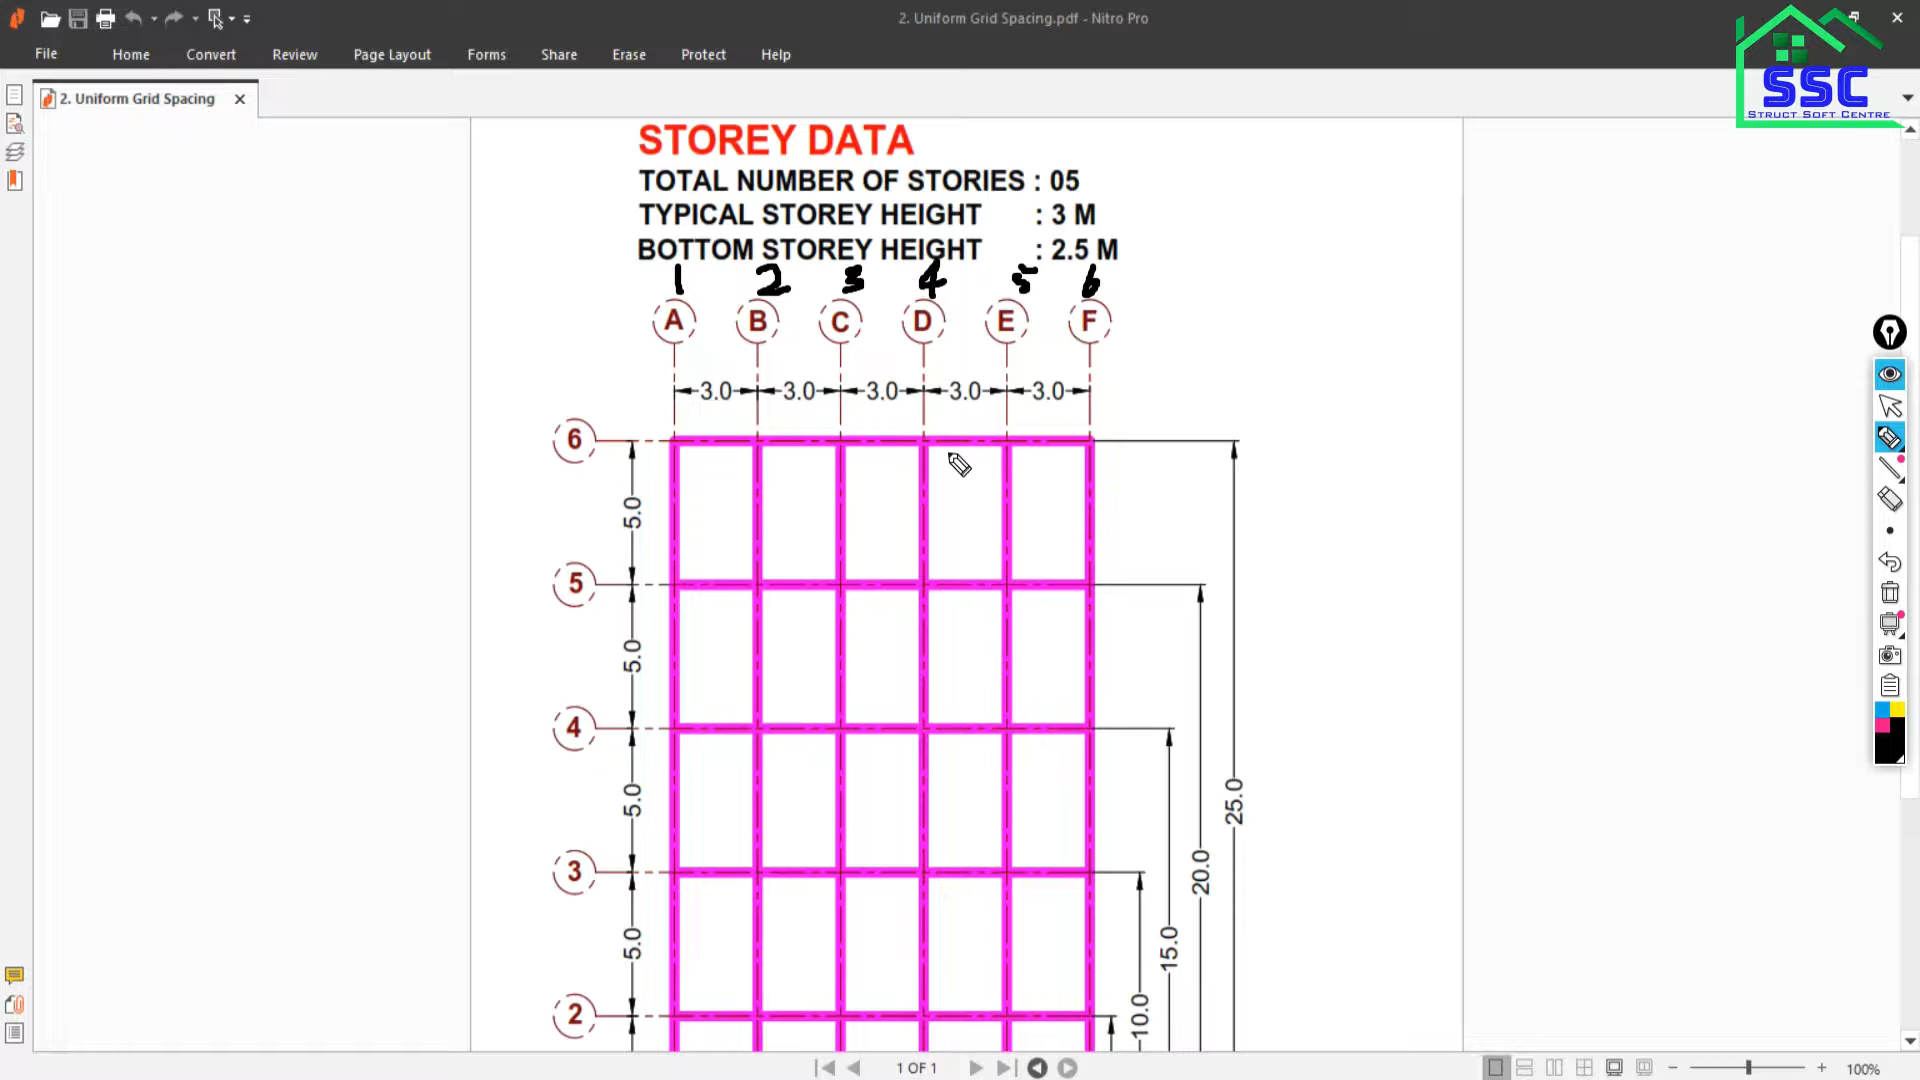 2. Uniform Grid Spacing.pdf - Nitro Pro
File Home Convert Review Page Layout Forms Share Erase Protect Help
SSC
STRUCT SOFT CENTRE
2. Uniform Grid Spacing
STOREY DATA
TOTAL NUMBER OF STORIES : 05
TYPICAL STOREY HEIGHT : 3 M
BOTTOM STOREY HEIGHT : 2.5 M
1 2 3 4 5 6
A B C D E F
3.0 3.0 3.0 3.0 3.0
6
5.0
5
5.0
4
5.0
25.0
3
20.0
5.0
15.0
2
10.0
1 OF 1
100%